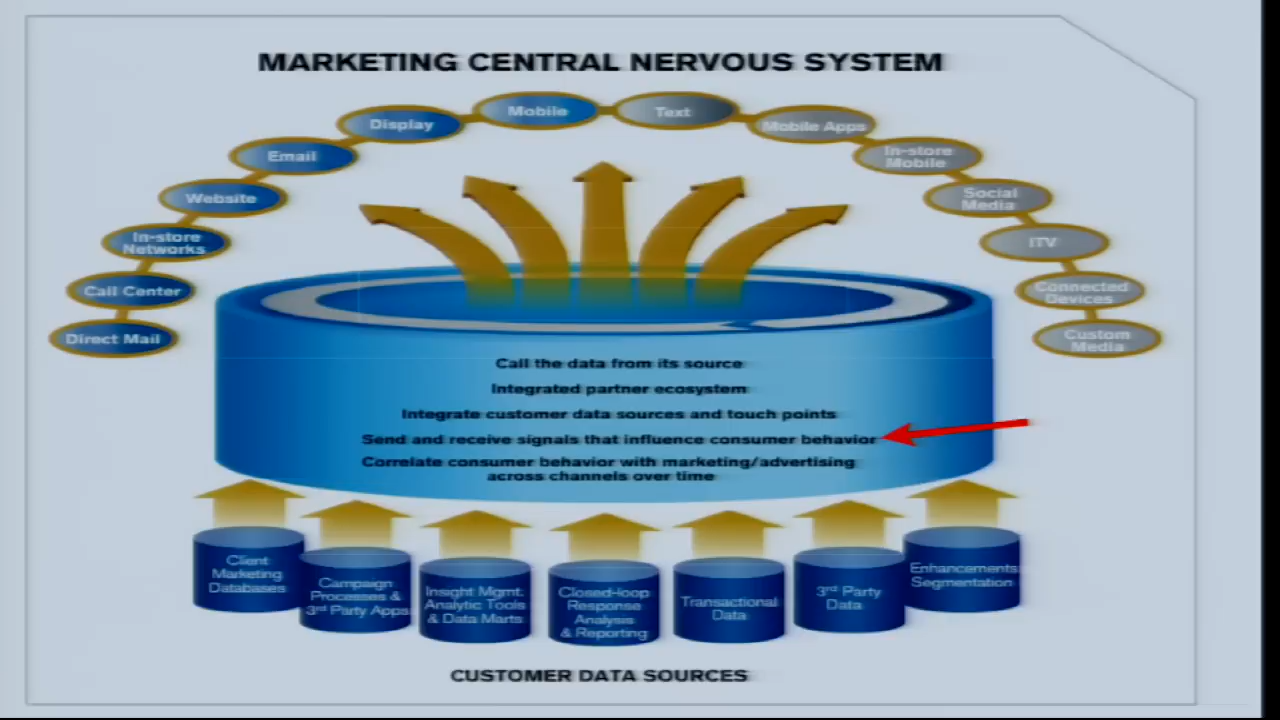 MARKETING CENTRAL NERVOUS SYSTEM
Mobile
Text
Display
Mobile Apps
Email
In-store
Mobile
Website
Social
Media
In-store
Networks
ITV
Call Center
Connected
Devices
Direct Mail
Custom
Media
Call the data from its source
Integrated partner ecosystem
Integrate customer data sources and touch points
Send and receive signals that influence consumer behavior
Correlate consumer behavior with marketing/advertising
across channels over time
Client
Marketing
Databases
Campaign
Processes &
3rd Party Apps
Insight Mgmt.
Analytic Tools
& Data Marts
Closed-loop
Response
Analysis
& Reporting
Transactional
Data
3rd Party
Data
Enhancements
Segmentation
CUSTOMER DATA SOURCES